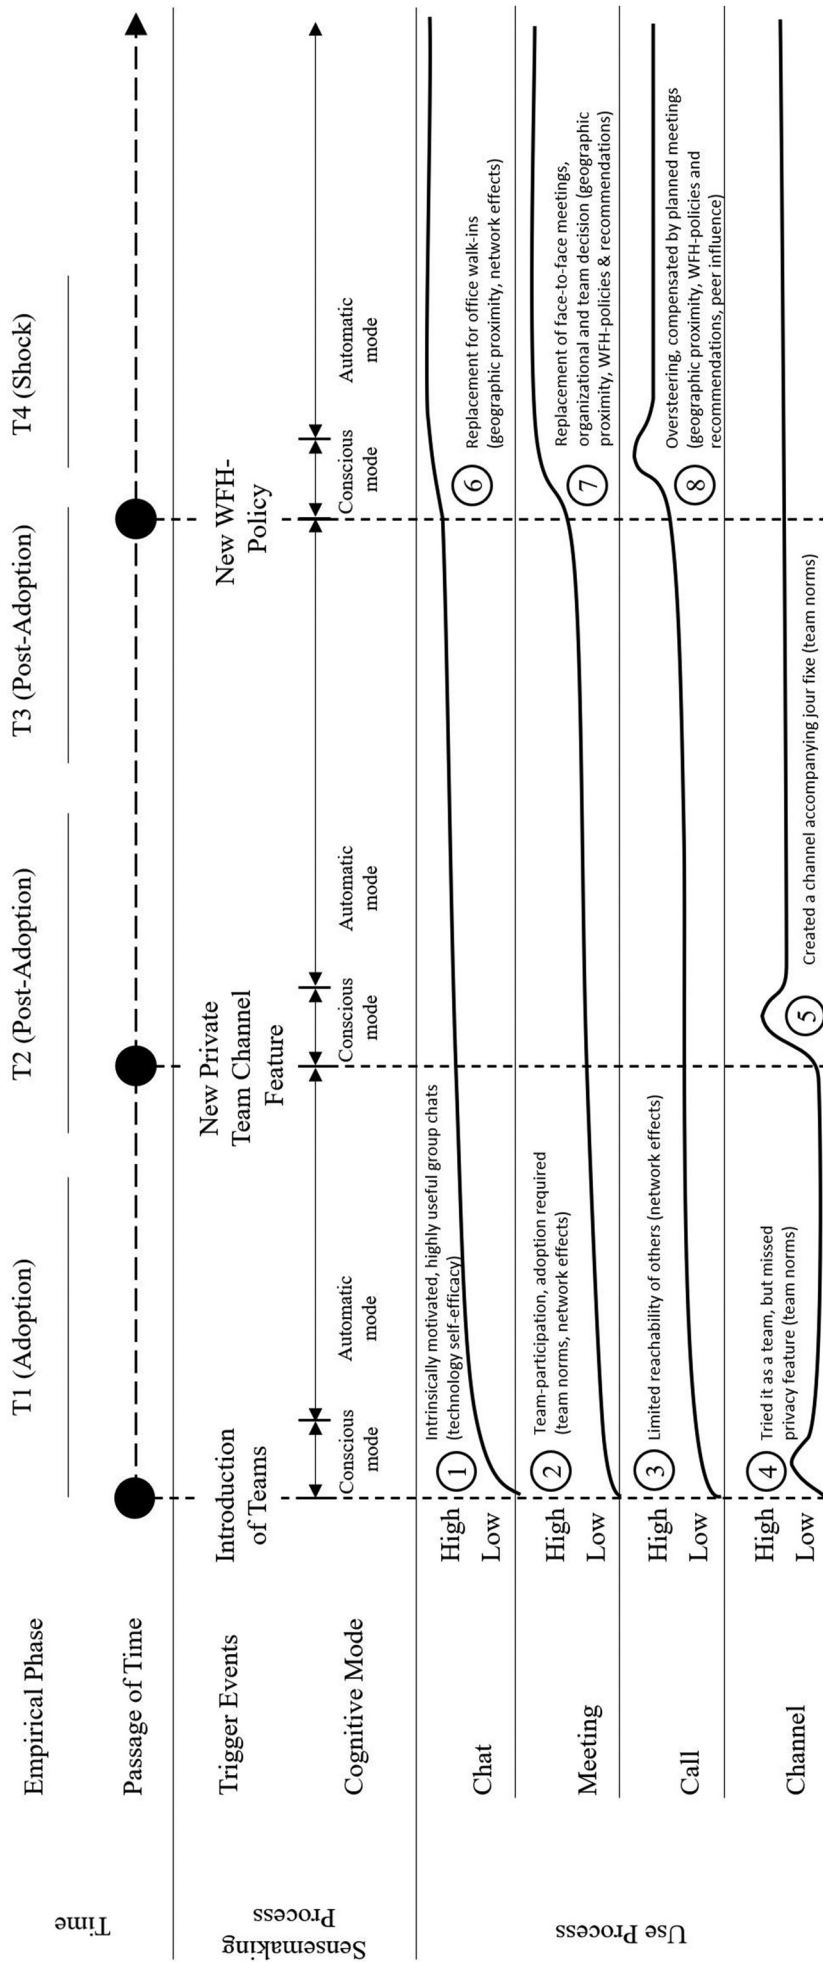 Time
Empirical Phase
T1 (Adoption)
T2 (Post-Adoption)
T3 (Post-Adoption)
T4 (Shock)
Passage of Time
Sensemaking
Process
Trigger Events
Introduction
of Teams
New Private
Team Channel
Feature
New WFH-
Policy
Cognitive Mode
Conscious
mode
Automatic
mode
Conscious
mode
Automatic
mode
Conscious
mode
Automatic
mode
Use Process
Chat
High
Low
1
Intrinsically motivated, highly useful group chats
(technology self-efficacy)
6
Replacement for office walk-ins
(geographic proximity, network effects)
Meeting
High
Low
2
Team-participation, adoption required
(team norms, network effects)
7
Replacement of face-to-face meetings,
organizational and team decision (geographic
proximity, WFH-policies & recommendations)
Call
High
Low
3
Limited reachability of others (network effects)
8
Oversteering, compensated by planned meetings
(geographic proximity, WFH-policies and
recommendations, peer influence)
Channel
High
Low
4
Tried it as a team, but missed
privacy feature (team norms)
5
Created a channel accompanying jour fixe (team norms)